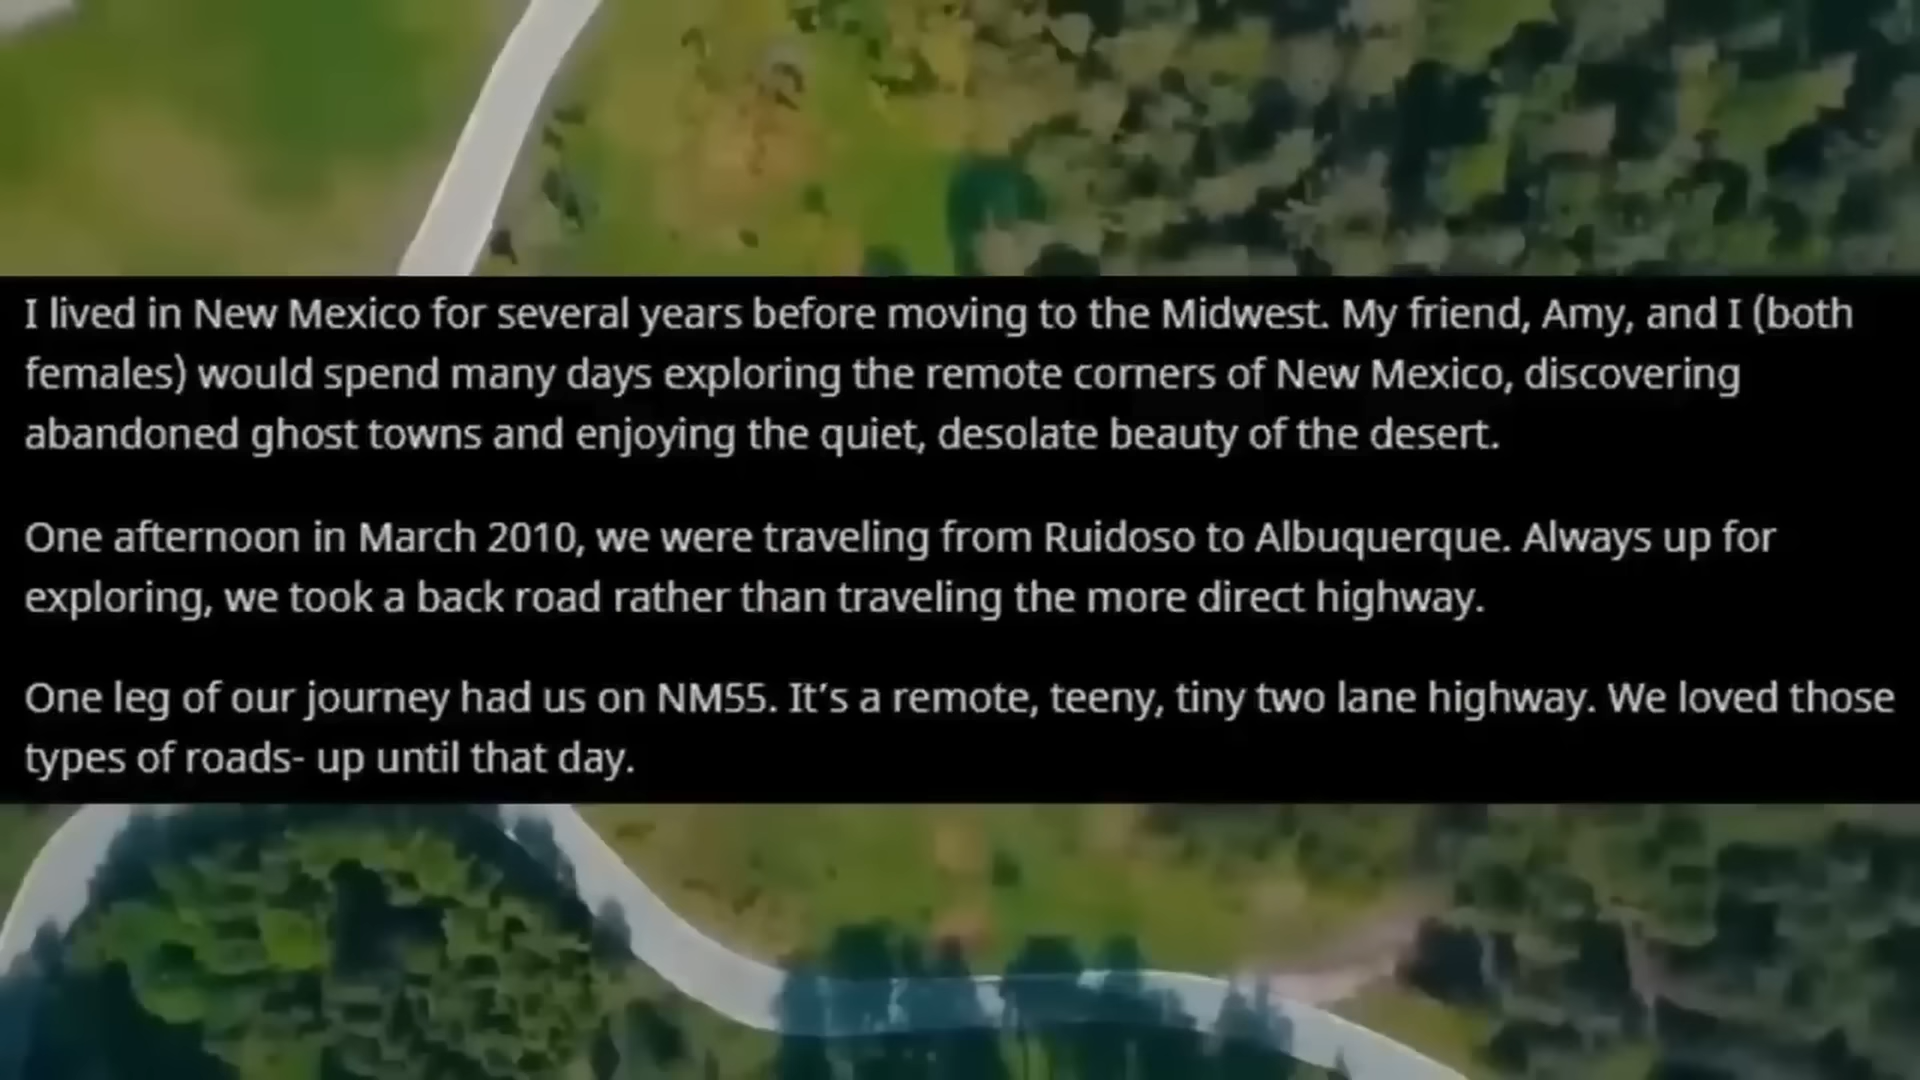 I lived in New Mexico for several years before moving to the Midwest. My friend, Amy, and I (both
females) would spend many days exploring the remote corners of New Mexico, discovering
abandoned ghost towns and enjoying the quiet, desolate beauty of the desert.
One afternoon in March 2010, we were traveling from Ruidoso to Albuquerque. Always up for
exploring, we took a back road rather than traveling the more direct highway.
One leg of our journey had us on NM55. It’s a remote, teeny, tiny two lane highway. We loved those
types of roads- up until that day.